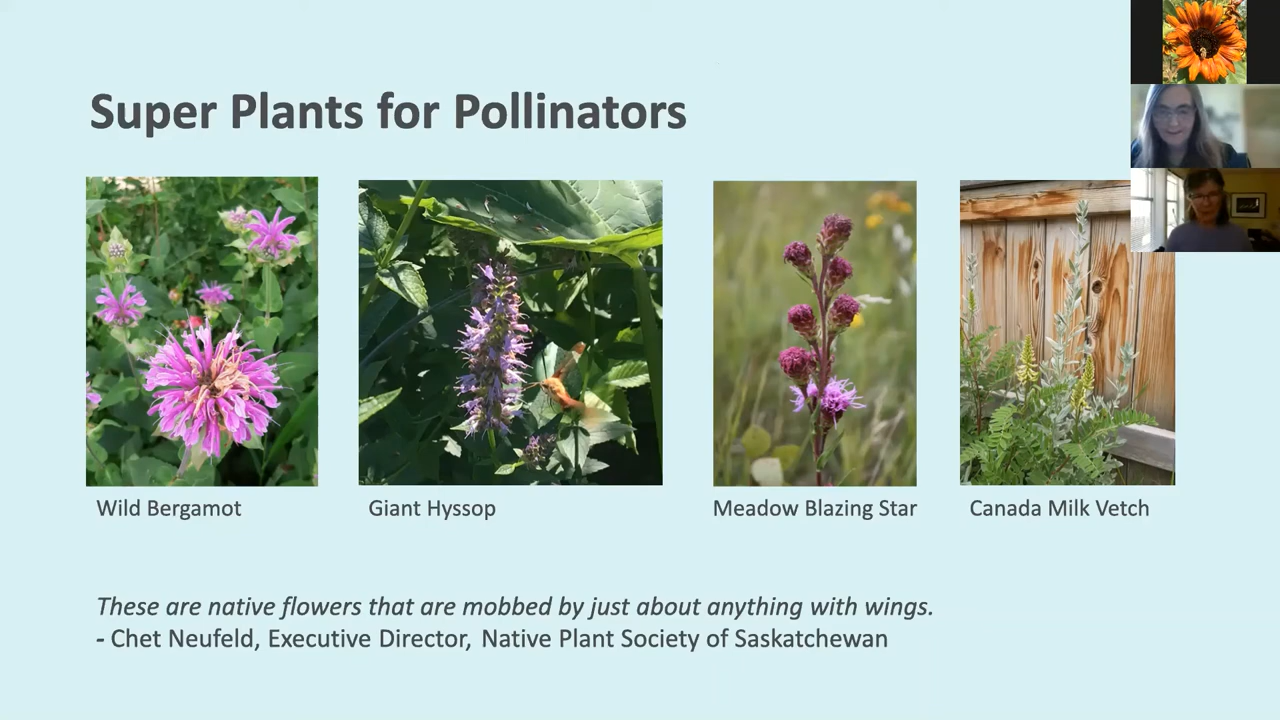 Super Plants for Pollinators
Wild Bergamot
Giant Hyssop
Meadow Blazing Star
Canada Milk Vetch
These are native flowers that are mobbed by just about anything with wings.
- Chet Neufeld, Executive Director, Native Plant Society of Saskatchewan